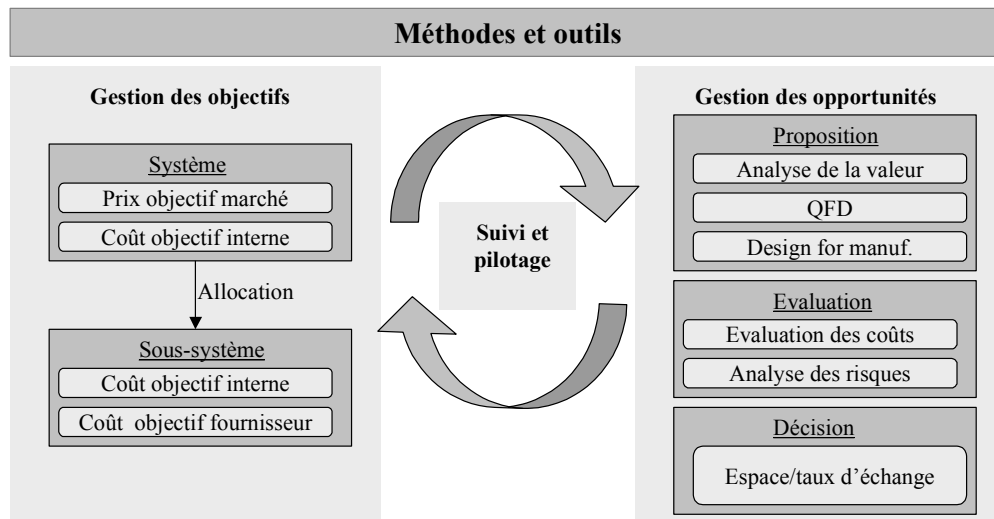 Méthodes et outils
Gestion des objectifs
Système
Prix objectif marché
Coût objectif interne
Allocation
Sous-système
Coût objectif interne
Coût objectif fournisseur
Suivi et
pilotage
Gestion des opportunités
Proposition
Analyse de la valeur
QFD
Design for manuf.
Evaluation
Evaluation des coûts
Analyse des risques
Décision
Espace/taux d’échange